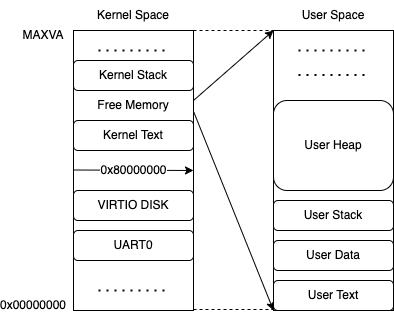 Kernel Space
User Space
MAXVA
.........
.........
Kernel Stack
.........
Free Memory
Kernel Text
User Heap
0x80000000
VIRTIO DISK
User Stack
UART0
User Data
.........
User Text
0x00000000